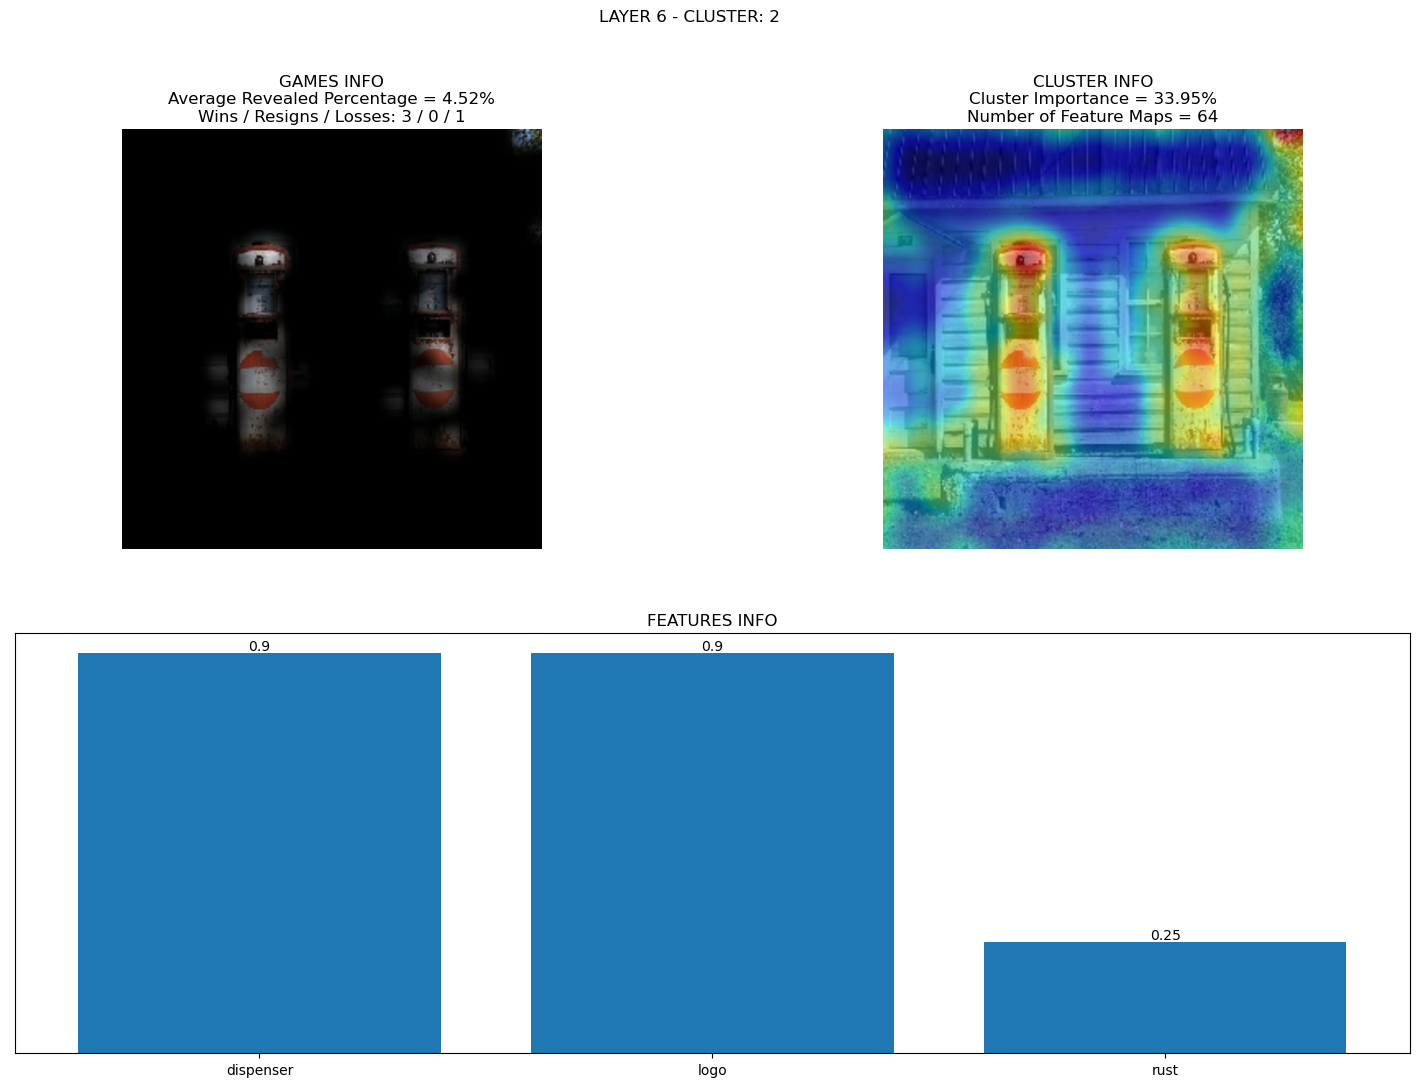 LAYER 6 - CLUSTER: 2
GAMES INFO
Average Revealed Percentage = 4.52%
Wins / Resigns / Losses: 3 / 0 / 1
CLUSTER INFO
Cluster Importance = 33.95%
Number of Feature Maps = 64
FEATURES INFO
0.9
0.9
0.25
dispenser
logo
rust